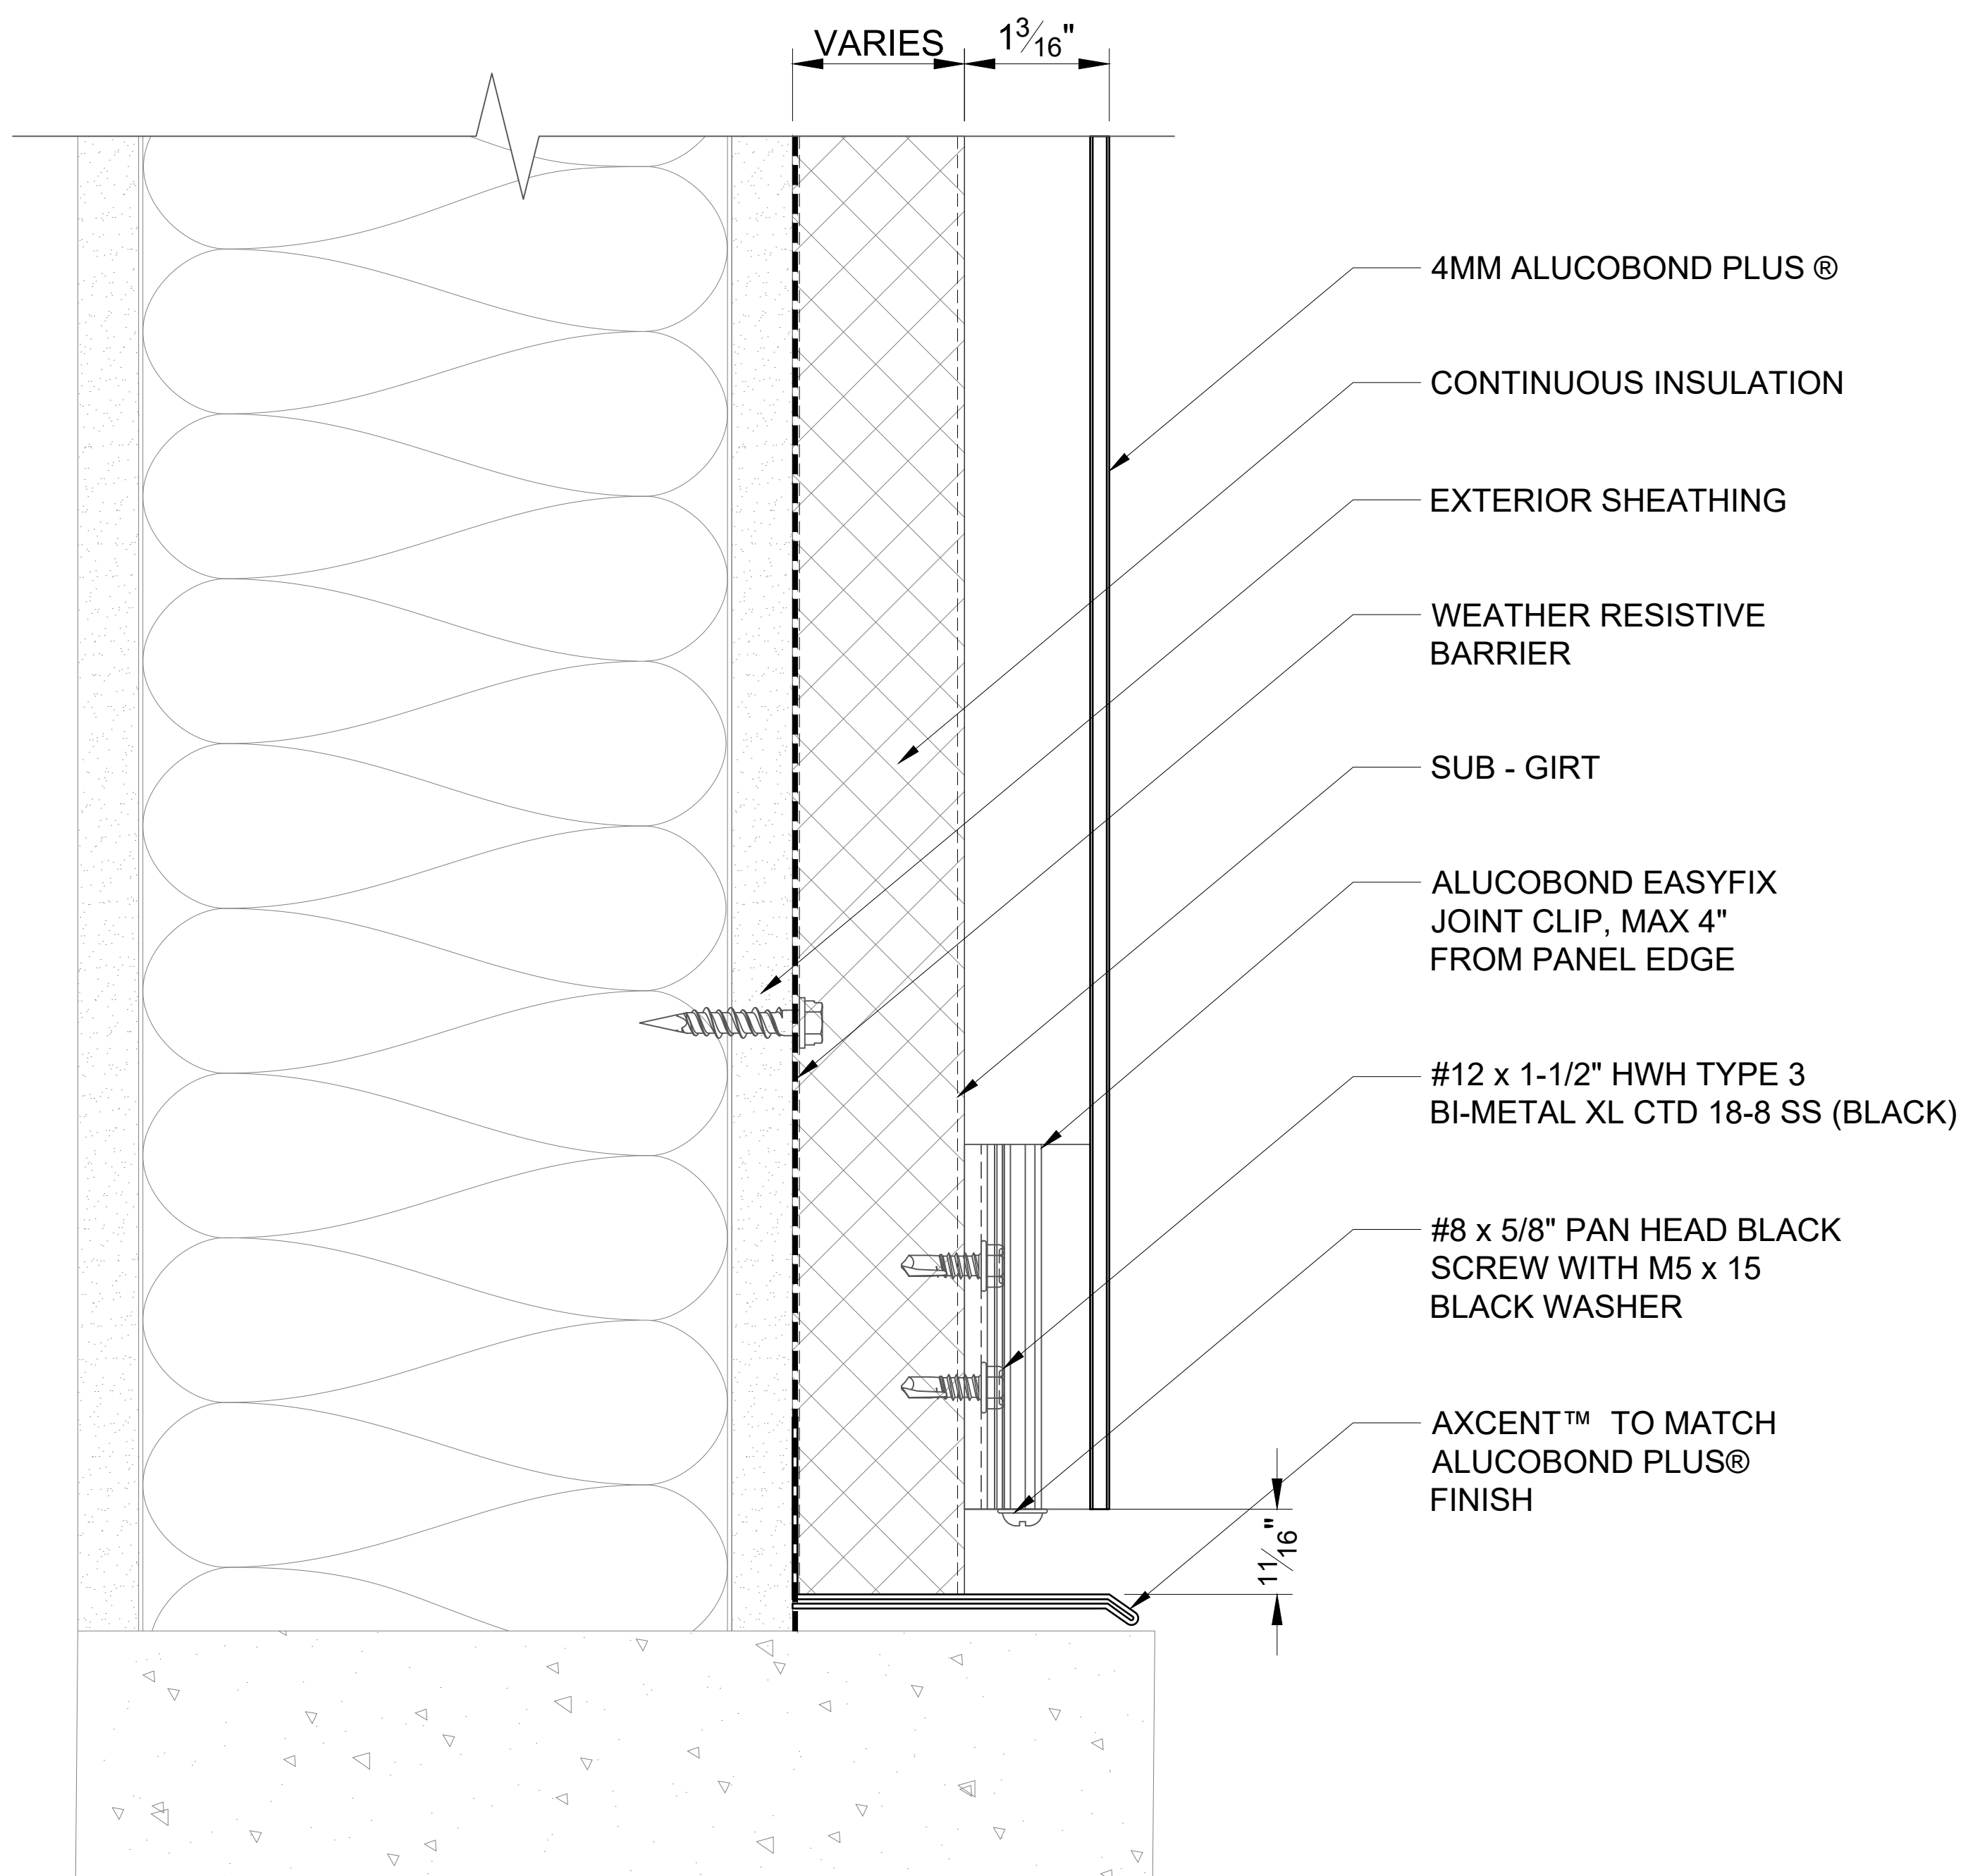 VARIES
1 3/16"
4MM ALUCOBOND PLUS ®
CONTINUOUS INSULATION
EXTERIOR SHEATHING
WEATHER RESISTIVE
BARRIER
SUB - GIRT
ALUCOBOND EASYFIX
JOINT CLIP, MAX 4"
FROM PANEL EDGE
#12 x 1-1/2" HWH TYPE 3
BI-METAL XL CTD 18-8 SS (BLACK)
#8 x 5/8" PAN HEAD BLACK
SCREW WITH M5 x 15
BLACK WASHER
AXCENT™ TO MATCH
ALUCOBOND PLUS®
FINISH
11/16"